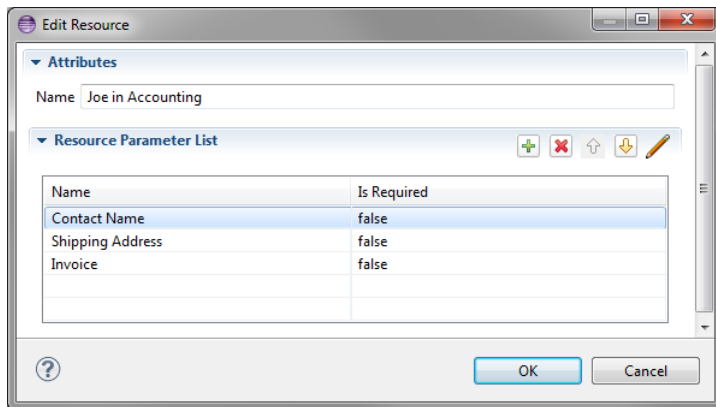 Edit Resource
Attributes
Name Joe in Accounting
Resource Parameter List
Name Is Required
Contact Name false
Shipping Address false
Invoice false
OK Cancel